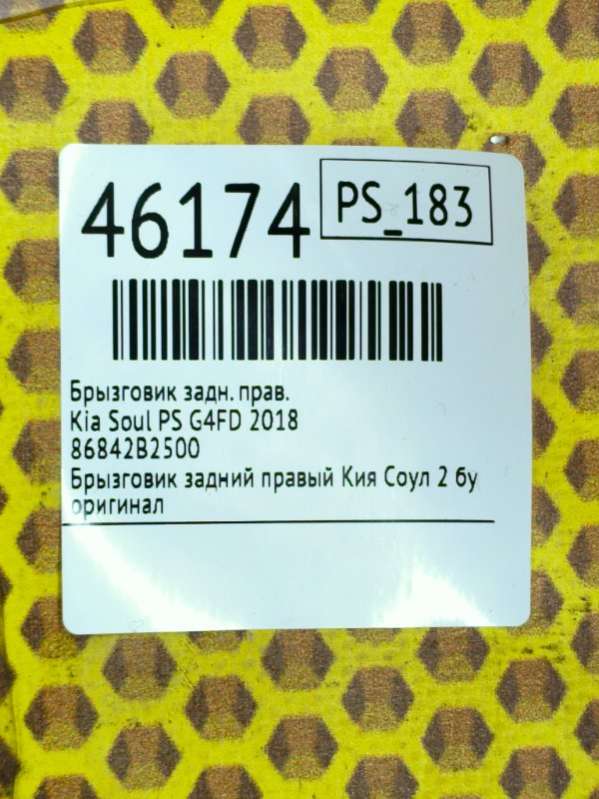 46174
PS_183
Брызговик задн. прав.
Kia Soul PS G4FD 2018
86842B2500
Брызговик задний правый Кия Соул 2 бу
оригинал